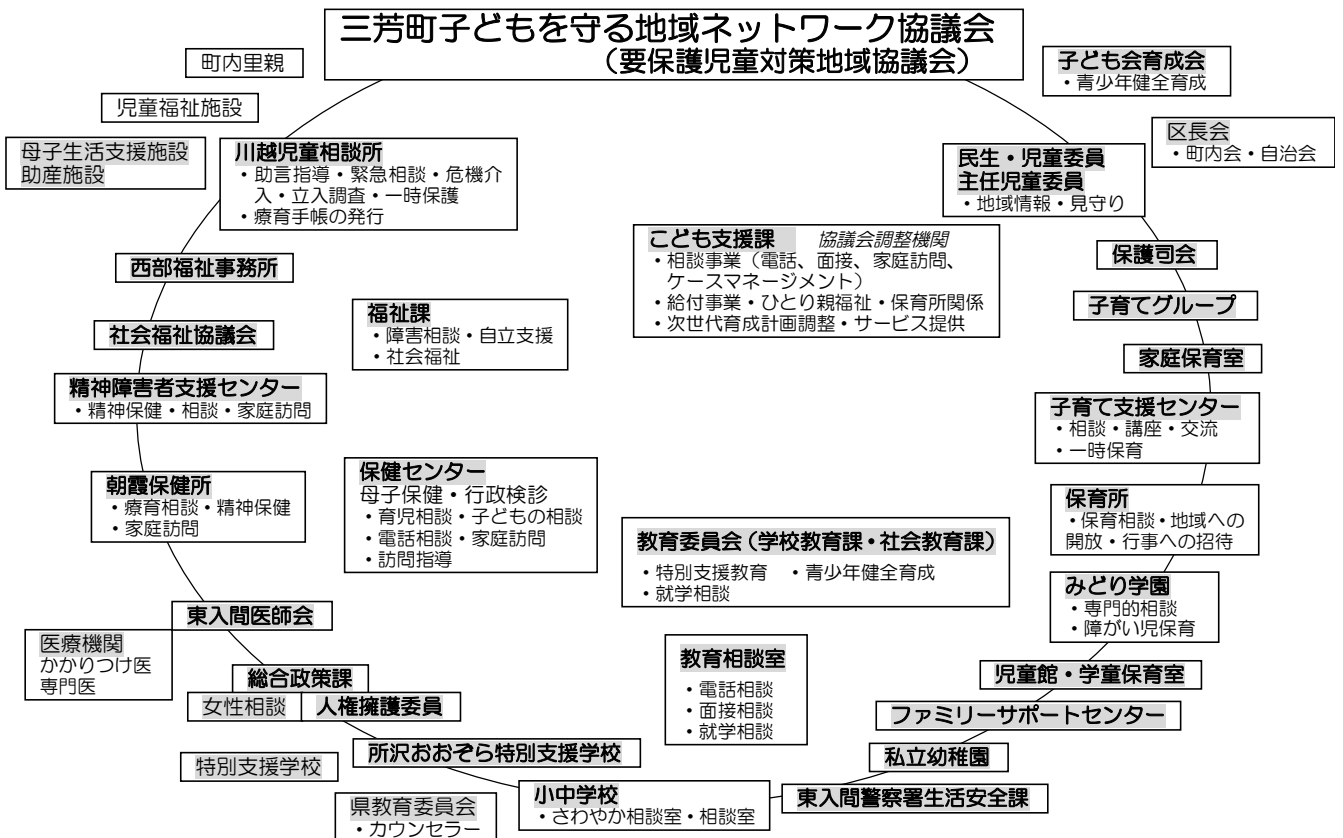 三芳町子どもを守る地域ネットワーク協議会
（要保護児童対策地域協議会）
町内里親
児童福祉施設
母子生活支援施設
助産施設
川越児童相談所
・助言指導・緊急相談・危機介
入・立入調査・一時保護
・療育手帳の発行
西部福祉事務所
社会福祉協議会
精神障害者支援センター
・精神保健・相談・家庭訪問
朝霞保健所
・療育相談・精神保健
・家庭訪問
東入間医師会
医療機関
かかりつけ医
専門医
総合政策課
女性相談
人権擁護委員
所沢おおぞら特別支援学校
特別支援学校
県教育委員会
・カウンセラー
小中学校
・さわやか相談室・相談室
福祉課
・障害相談・自立支援
・社会福祉
保健センター
母子保健・行政検診
・育児相談・子どもの相談
・電話相談・家庭訪問
・訪問指導
こども支援課 協議会調整機関
・相談事業（電話、面接、家庭訪問、
ケースマネージメント）
・給付事業・ひとり親福祉・保育所関係
・次世代育成計画調整・サービス提供
教育委員会（学校教育課・社会教育課）
・特別支援教育 ・青少年健全育成
・就学相談
教育相談室
・電話相談
・面接相談
・就学相談
子ども会育成会
・青少年健全育成
区長会
・町内会・自治会
民生・児童委員
主任児童委員
・地域情報・見守り
保護司会
子育てグループ
家庭保育室
子育て支援センター
・相談・講座・交流
・一時保育
保育所
・保育相談・地域への
開放・行事への招待
みどり学園
・専門的相談
・障がい児保育
児童館・学童保育室
ファミリーサポートセンター
私立幼稚園
東入間警察署生活安全課